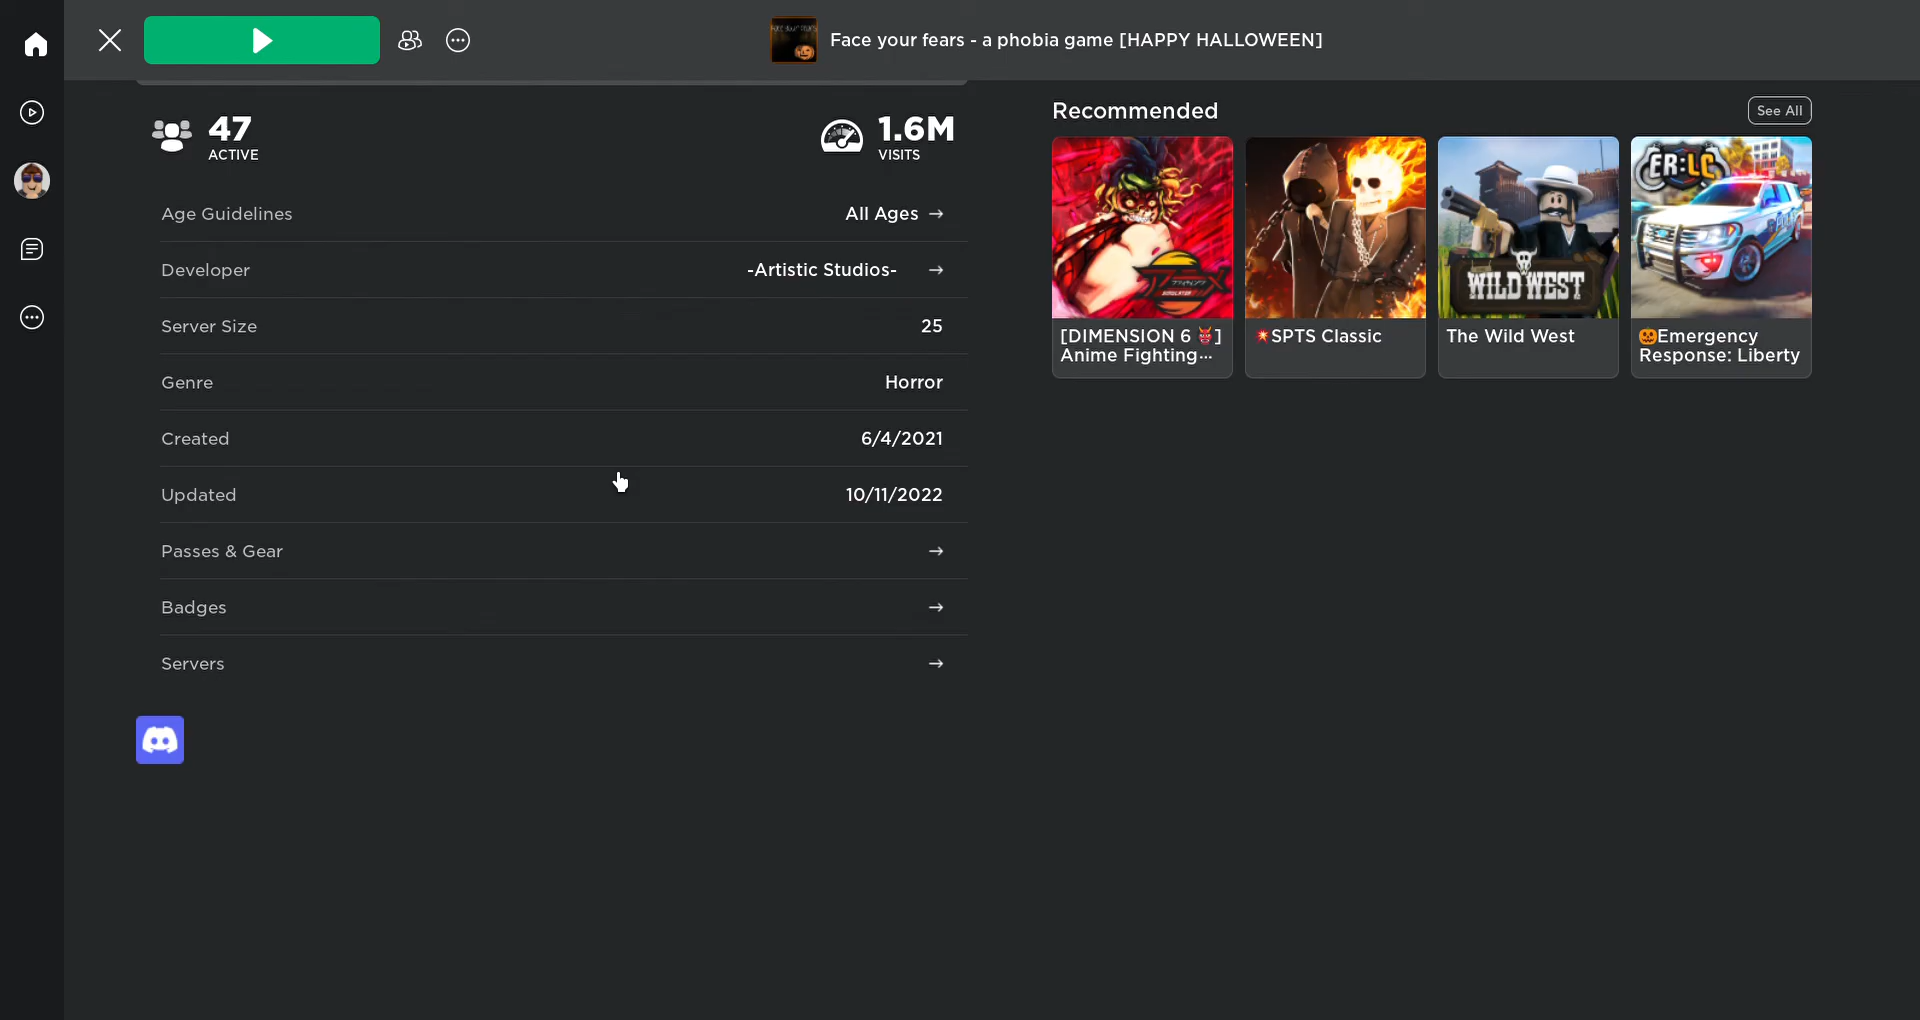 Face your fears - a phobia game [HAPPY HALLOWEEN]
47
ACTIVE
1.6M
VISITS
Age Guidelines
All Ages →
Developer
-Artistic Studios- →
Server Size
25
Genre
Horror
Created
6/4/2021
Updated
10/11/2022
Passes & Gear →
Badges →
Servers →
Recommended
See All
WILD WEST
ER:LC
[DIMENSION 6 👹]
Anime Fighting...
💥SPTS Classic
The Wild West
🎃Emergency
Response: Liberty